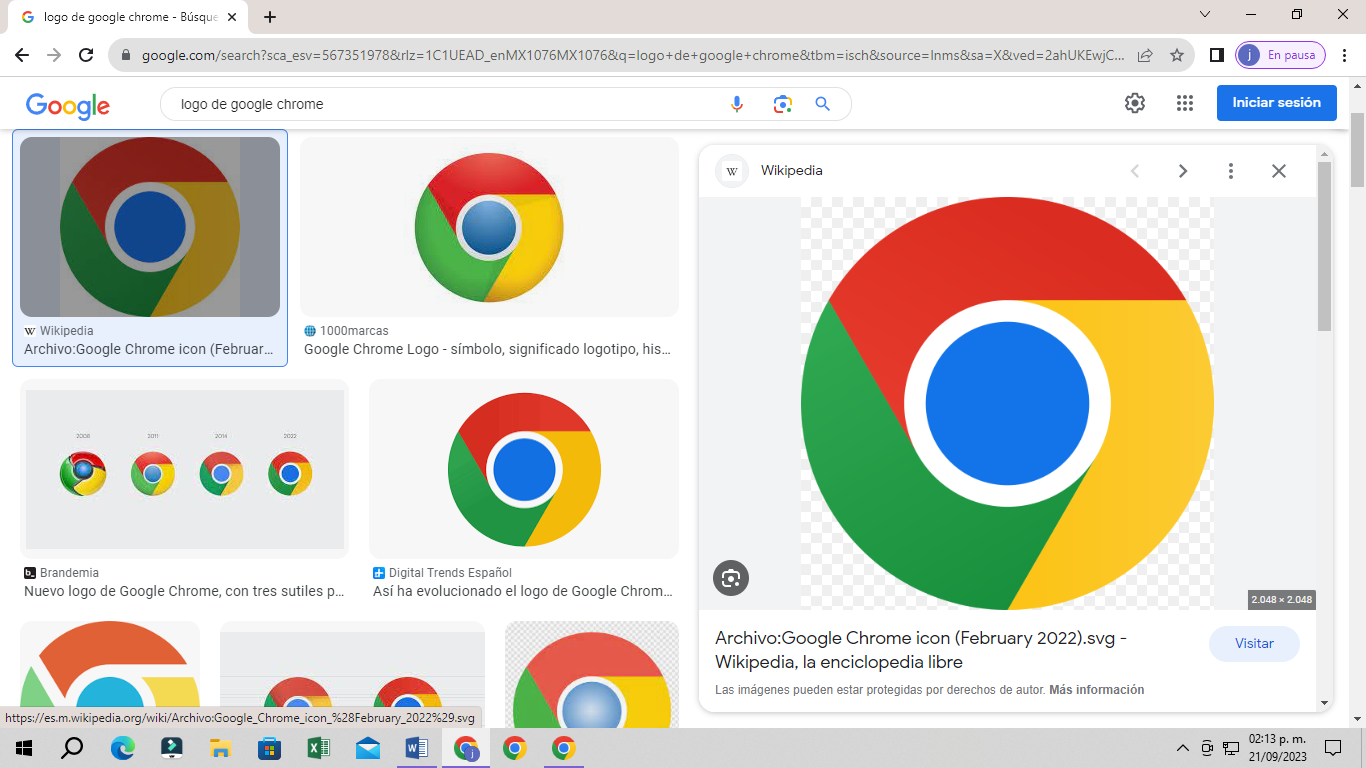 logo de google chrome - Búsque
google.com/search?sca_esv=567351978&rlz=1C1UEAD_enMX1076MX1076&q=logo+de+google+chrome&tbm=isch&source=lnms&sa=X&ved=2ahUKEwjC...
j En pausa
Google
logo de google chrome
Iniciar sesión
W Wikipedia
Archivo:Google Chrome icon (Februar...
1000marcas
Google Chrome Logo - símbolo, significado logotipo, his...
2008 2011 2014 2022
b_ Brandemia
Nuevo logo de Google Chrome, con tres sutiles p...
Digital Trends Español
Así ha evolucionado el logo de Google Chrom...
W Wikipedia
2.048 × 2.048
Archivo:Google Chrome icon (February 2022).svg -
Wikipedia, la enciclopedia libre
Visitar
Las imágenes pueden estar protegidas por derechos de autor. Más información
https://es.m.wikipedia.org/wiki/Archivo:Google_Chrome_icon_%28February_2022%29.svg
02:13 p. m.
21/09/2023